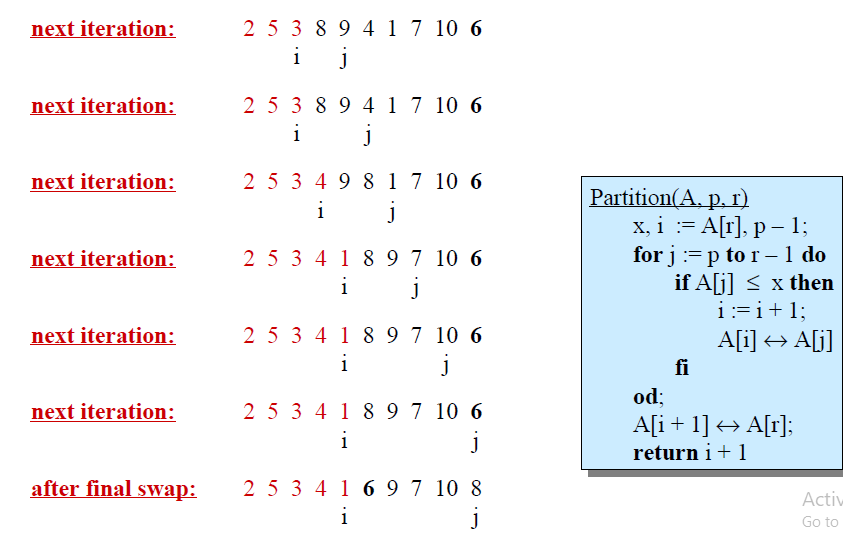 next iteration: 2 5 3 8 9 4 1 7 10 6
i j
next iteration: 2 5 3 8 9 4 1 7 10 6
i j
next iteration: 2 5 3 4 9 8 1 7 10 6
i j
next iteration: 2 5 3 4 1 8 9 7 10 6
i j
next iteration: 2 5 3 4 1 8 9 7 10 6
i j
next iteration: 2 5 3 4 1 8 9 7 10 6
i j
after final swap: 2 5 3 4 1 6 9 7 10 8
i j
Partition(A, p, r)
x, i := A[r], p – 1;
for j := p to r – 1 do
if A[j] ≤ x then
i := i + 1;
A[i] ↔ A[j]
fi
od;
A[i + 1] ↔ A[r];
return i + 1
Activ
Go to